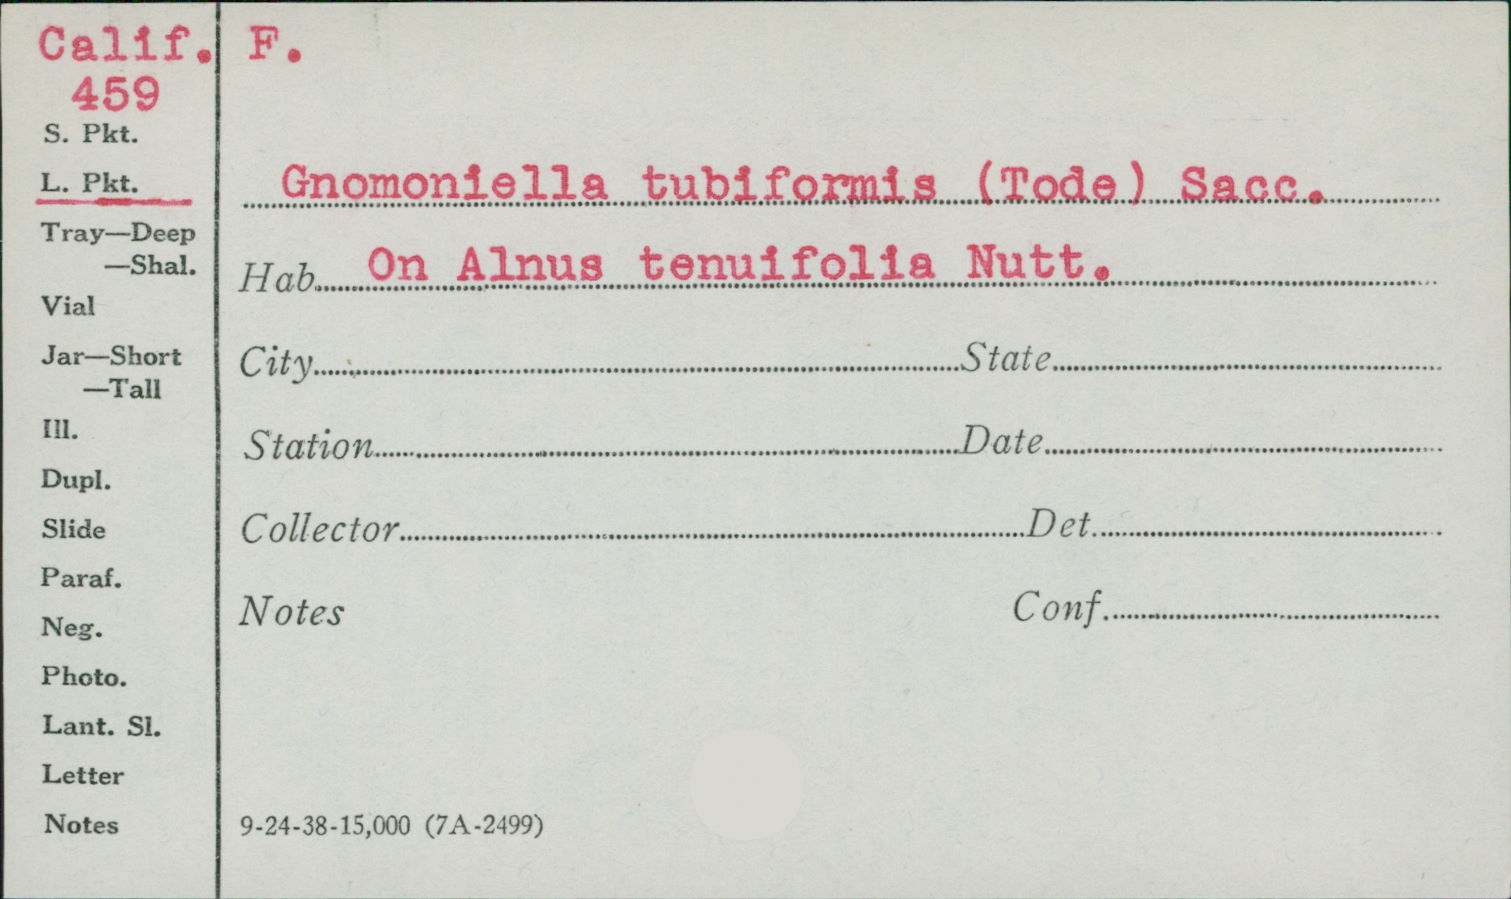 Calif. F.
459
S. Pkt.
L. Pkt.
Gnomoniella tubiformis (Tode) Sacc.
Tray—Deep
—Shal.
Hab. On Alnus tenuifolia Nutt.
Vial
Jar—Short
—Tall
City State
Ill.
Station Date
Dupl.
Slide
Collector Det.
Paraf.
Neg.
Notes Conf.
Photo.
Lant. Sl.
Letter
Notes
9-24-38-15,000 (7A-2499)